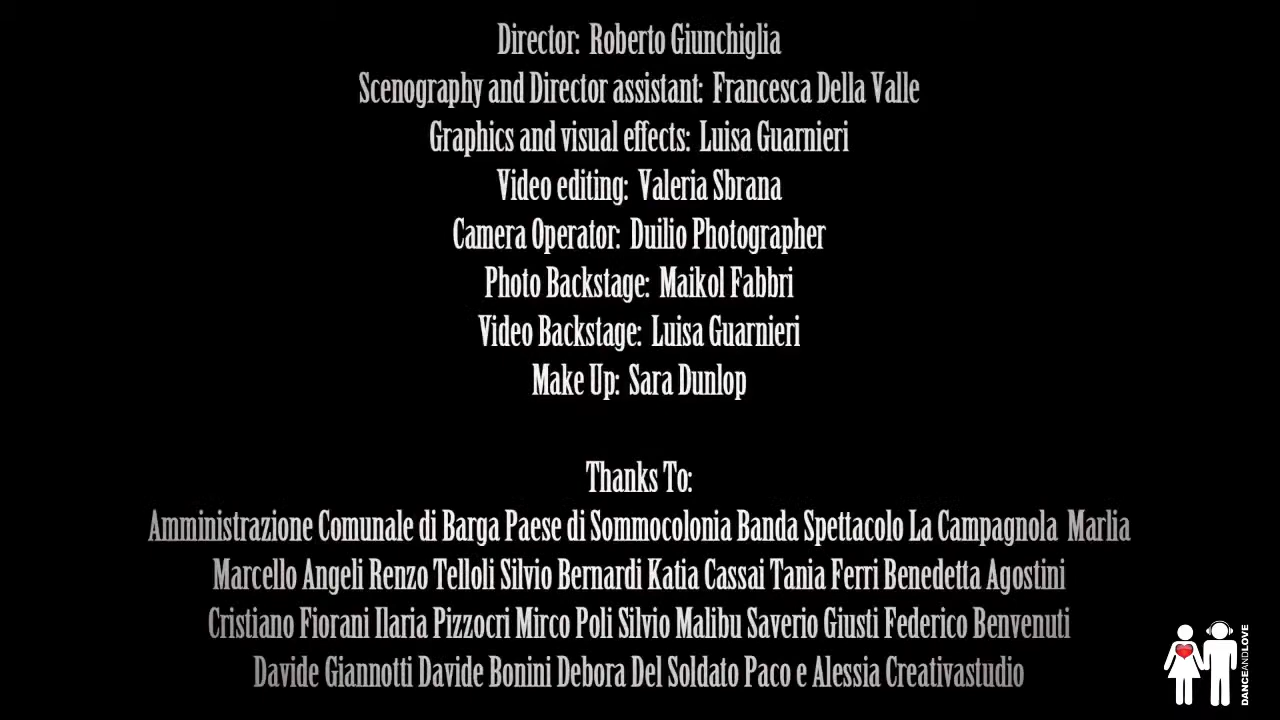 Director: Roberto Giunchiglia
Scenography and Director assistant: Francesca Della Valle
Graphics and visual effects: Luisa Guarnieri
Video editing: Valeria Sbrana
Camera Operator: Duilio Photographer
Photo Backstage: Maikol Fabbri
Video Backstage: Luisa Guarnieri
Make Up: Sara Dunlop
Thanks To:
Amministrazione Comunale di Barga Paese di Sommocolonia Banda Spettacolo La Campagnola Marlia
Marcello Angeli Renzo Telloli Silvio Bernardi Katia Cassai Tania Ferri Benedetta Agostini
Cristiano Fiorani Ilaria Pizzocri Mirco Poli Silvio Malibu Saverio Giusti Federico Benvenuti
Davide Giannotti Davide Bonini Debora Del Soldato Paco e Alessia Creativastudio
DANCEANDLOVE